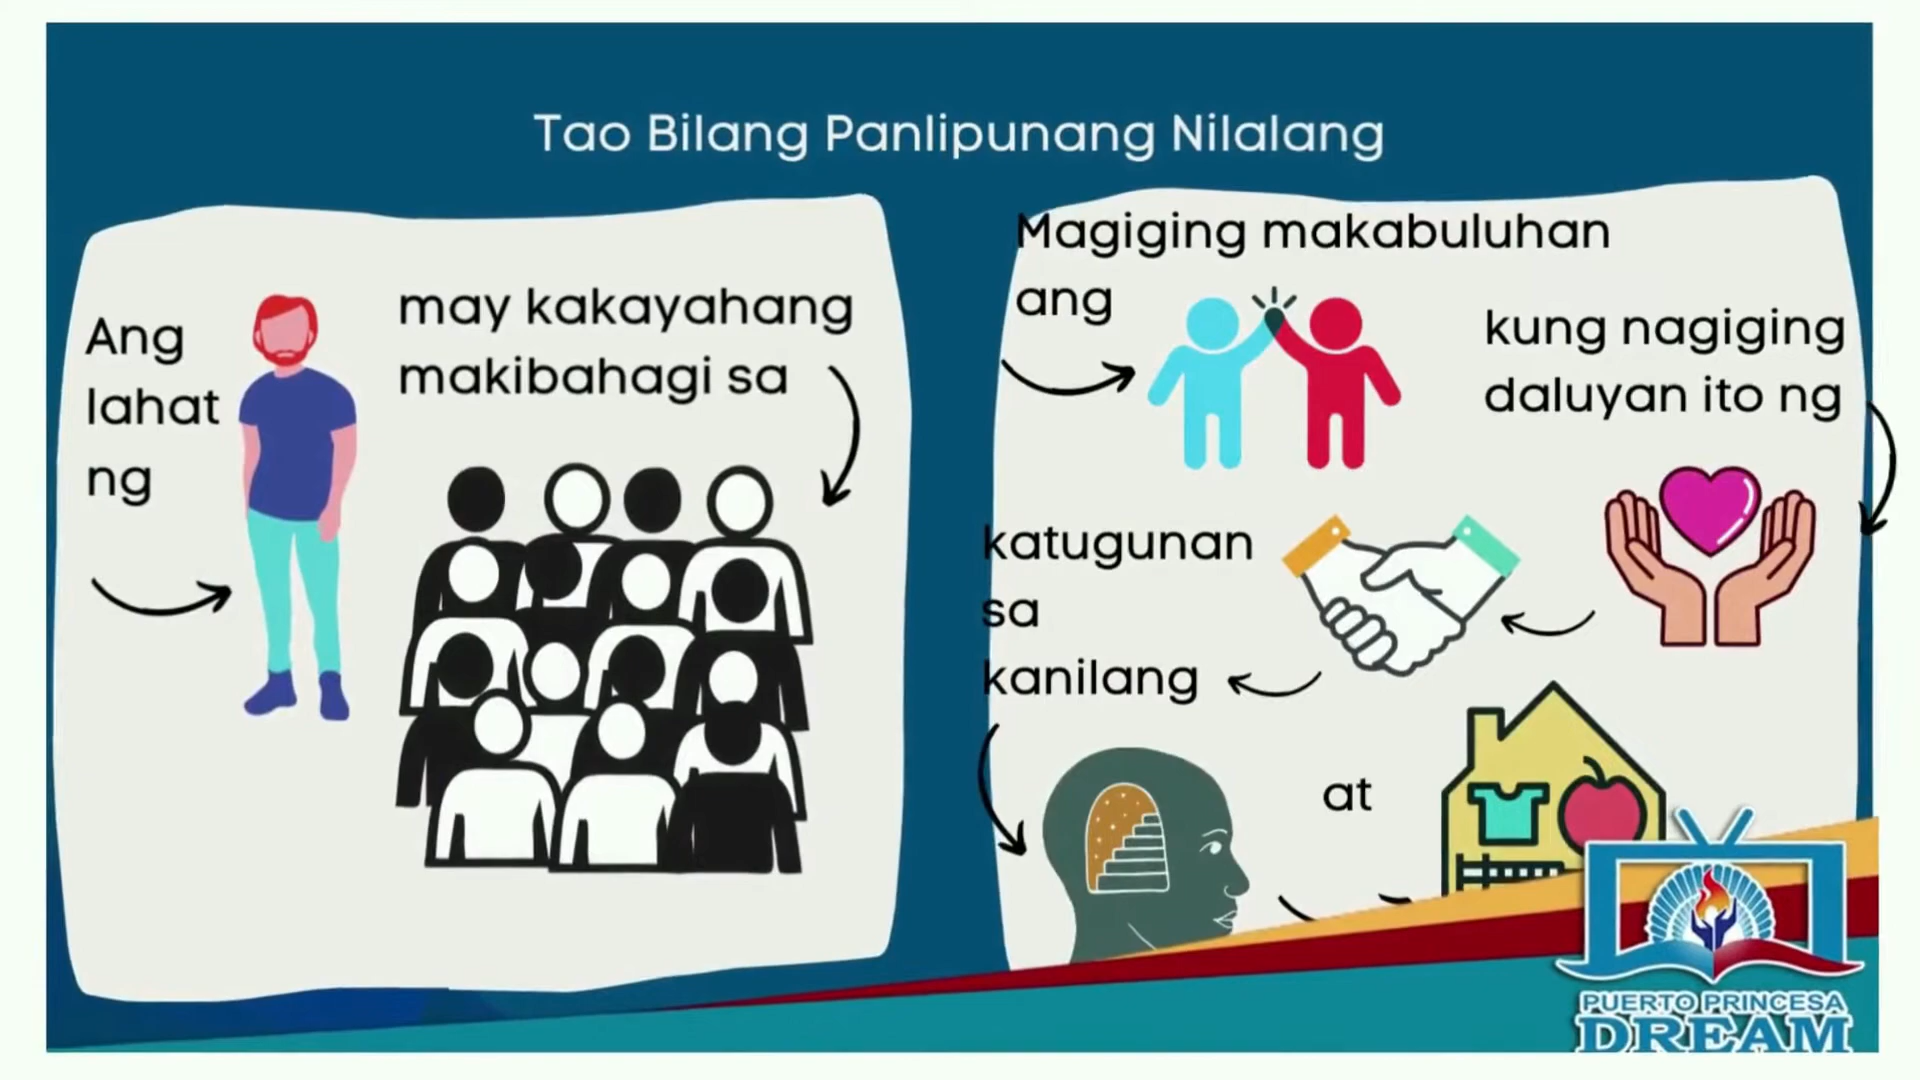 Tao Bilang Panlipunang Nilalang
Ang
lahat
ng
may kakayahang
makibahagi sa
Magiging makabuluhan
ang
kung nagiging
daluyan ito ng
katugunan
sa
kanilang
at
PUERTO PRINCESA
DREAM